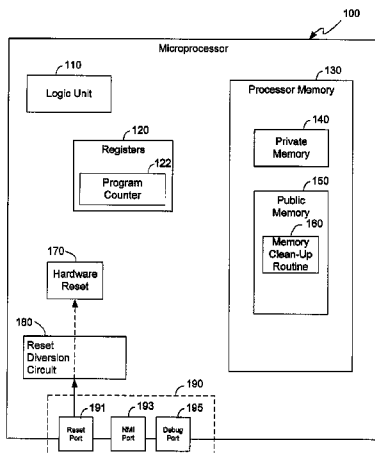 100
Microprocessor
110
Logic Unit
120
Registers
122
Program
Counter
130
Processor Memory
140
Private
Memory
150
Public
Memory
160
Memory
Clean-Up
Routine
170
Hardware
Reset
180
Reset
Diversion
Circuit
190
191
Reset
Port
193
NMI
Port
195
Debug
Port